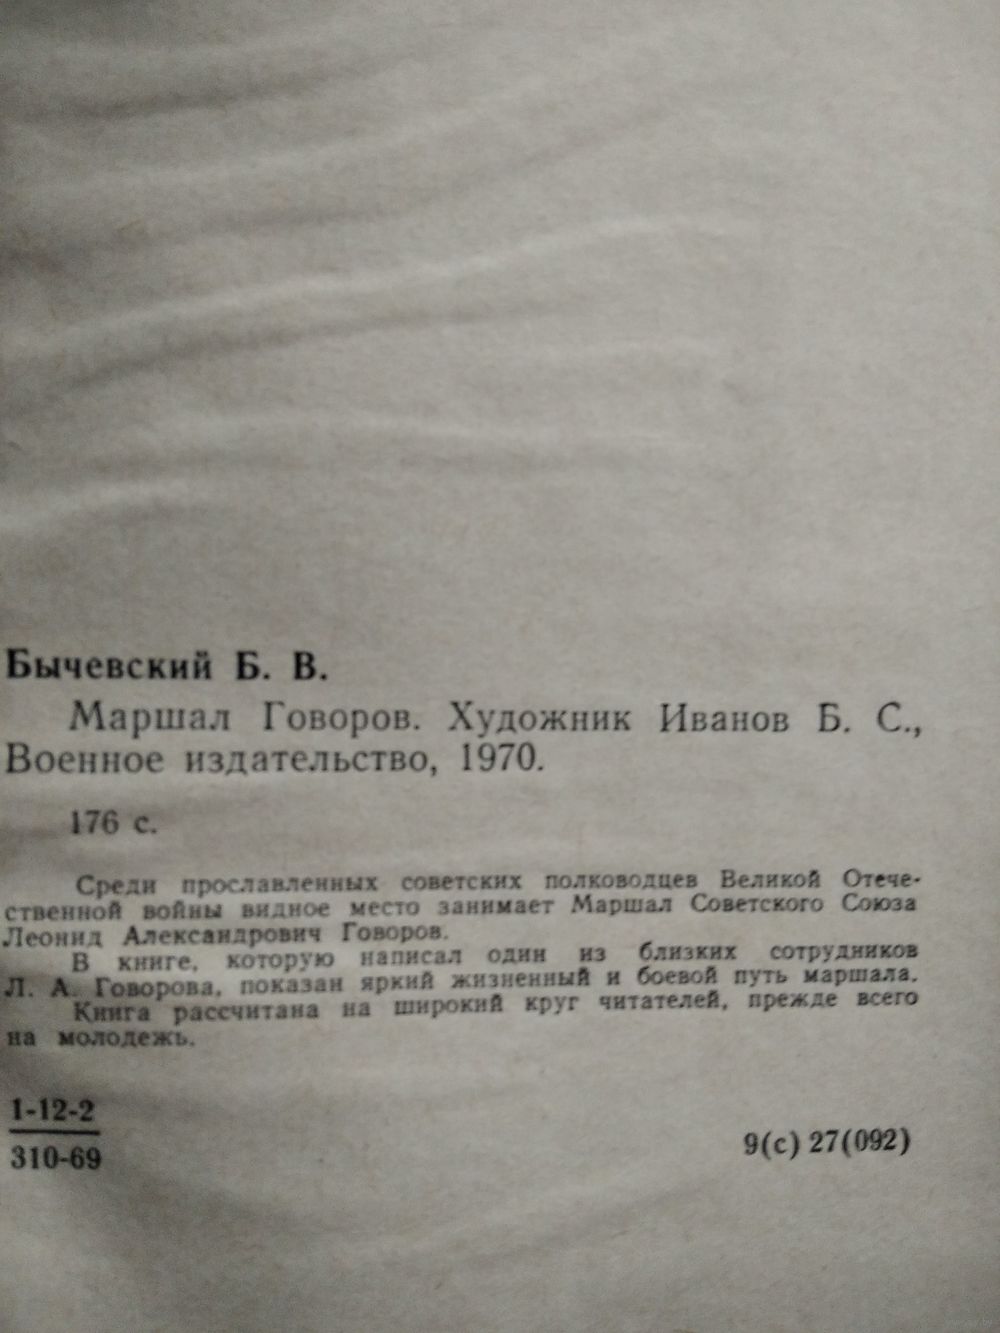 Бычевский Б. В.
Маршал Говоров. Художник Иванов Б. С.,
Военное издательство, 1970.
176 с.
Среди прославленных советских полководцев Великой Отече-
ственной войны видное место занимает Маршал Советского Союза
Леонид Александрович Говоров.
В книге, которую написал один из близких сотрудников
Л. А. Говорова, показан яркий жизненный и боевой путь маршала.
Книга рассчитана на широкий круг читателей, прежде всего
на молодежь.
1-12-2
310-69
9(с) 27(092)